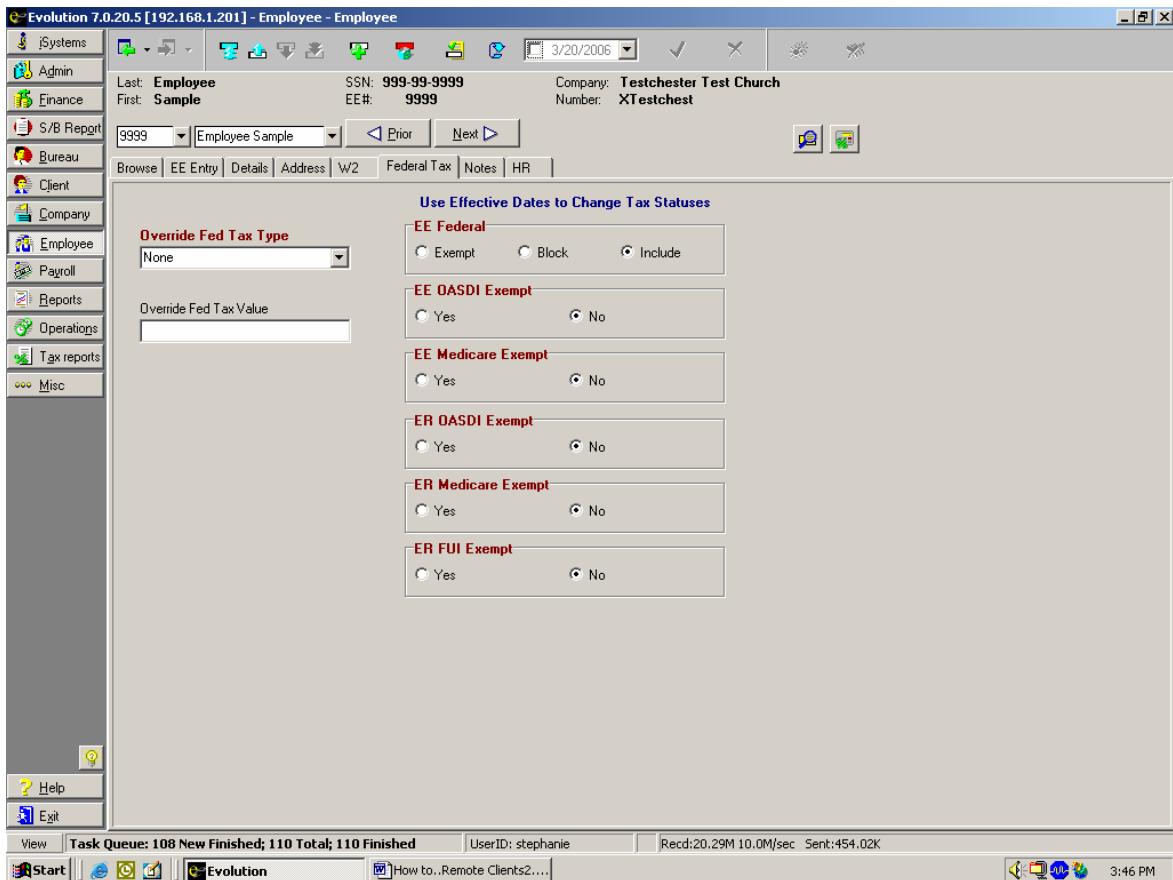 Evolution 7.0.20.5 [192.168.1.201] - Employee - Employee
iSystems
Admin
Finance
S/B Report
Bureau
Client
Company
Employee
Payroll
Reports
Operations
Tax reports
Misc
Help
Exit
3/20/2006
Last: Employee SSN: 999-99-9999 Company: Testchester Test Church
First: Sample EE#: 9999 Number: XTestchest
9999 Employee Sample Prior Next
Browse EE Entry Details Address W2 Federal Tax Notes HR
Use Effective Dates to Change Tax Statuses
Override Fed Tax Type
None
Override Fed Tax Value
EE Federal
Exempt Block Include
EE OASDI Exempt
Yes No
EE Medicare Exempt
Yes No
ER OASDI Exempt
Yes No
ER Medicare Exempt
Yes No
ER FUI Exempt
Yes No
View Task Queue: 108 New Finished; 110 Total; 110 Finished UserID: stephanie Recd:20.29M 10.0M/sec Sent:454.02K
Start Evolution How to..Remote Clients2.... 3:46 PM